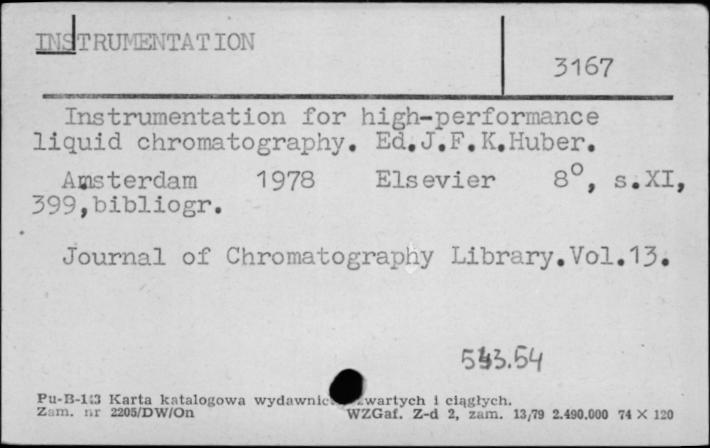 INSTRUMENTATION
3167
Instrumentation for high-performance
liquid chromatography. Ed.J.F.K.Huber.
Amsterdam 1978 Elsevier 8°, s.XI,
399,bibliogr.
Journal of Chromatography Library.Vol.13.
543.54
Pu-B-113 Karta katalogowa wydawnic zwartych i ciągłych.
Zam. nr 2205/DW/On WZGaf. Z-d 2, zam. 13/79 2.490.000 74 X 120